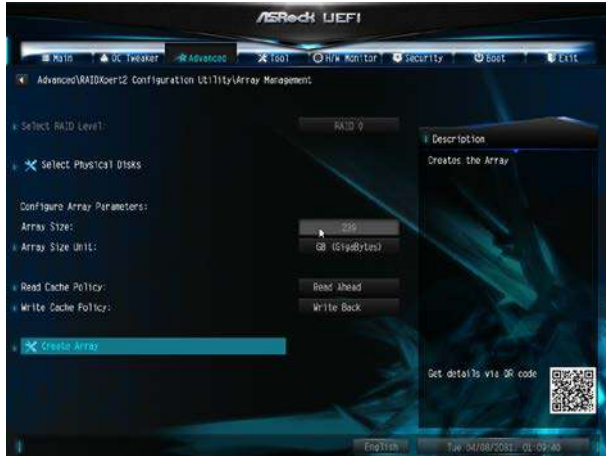 ASRock UEFI
Main OC Tweaker Advanced Tool H/W Monitor Security Boot Exit
Advanced\RAIDXpert2 Configuration Utility\Array Management
Select RAID Level: RAID 0
Description
Creates the Array
Select Physical Disks
Configure Array Parameters:
Array Size:
Array Size Unit: GB (GigaBytes)
Read Cache Policy: Read Ahead
Write Cache Policy: Write Back
Create Array
Get details via QR code
English